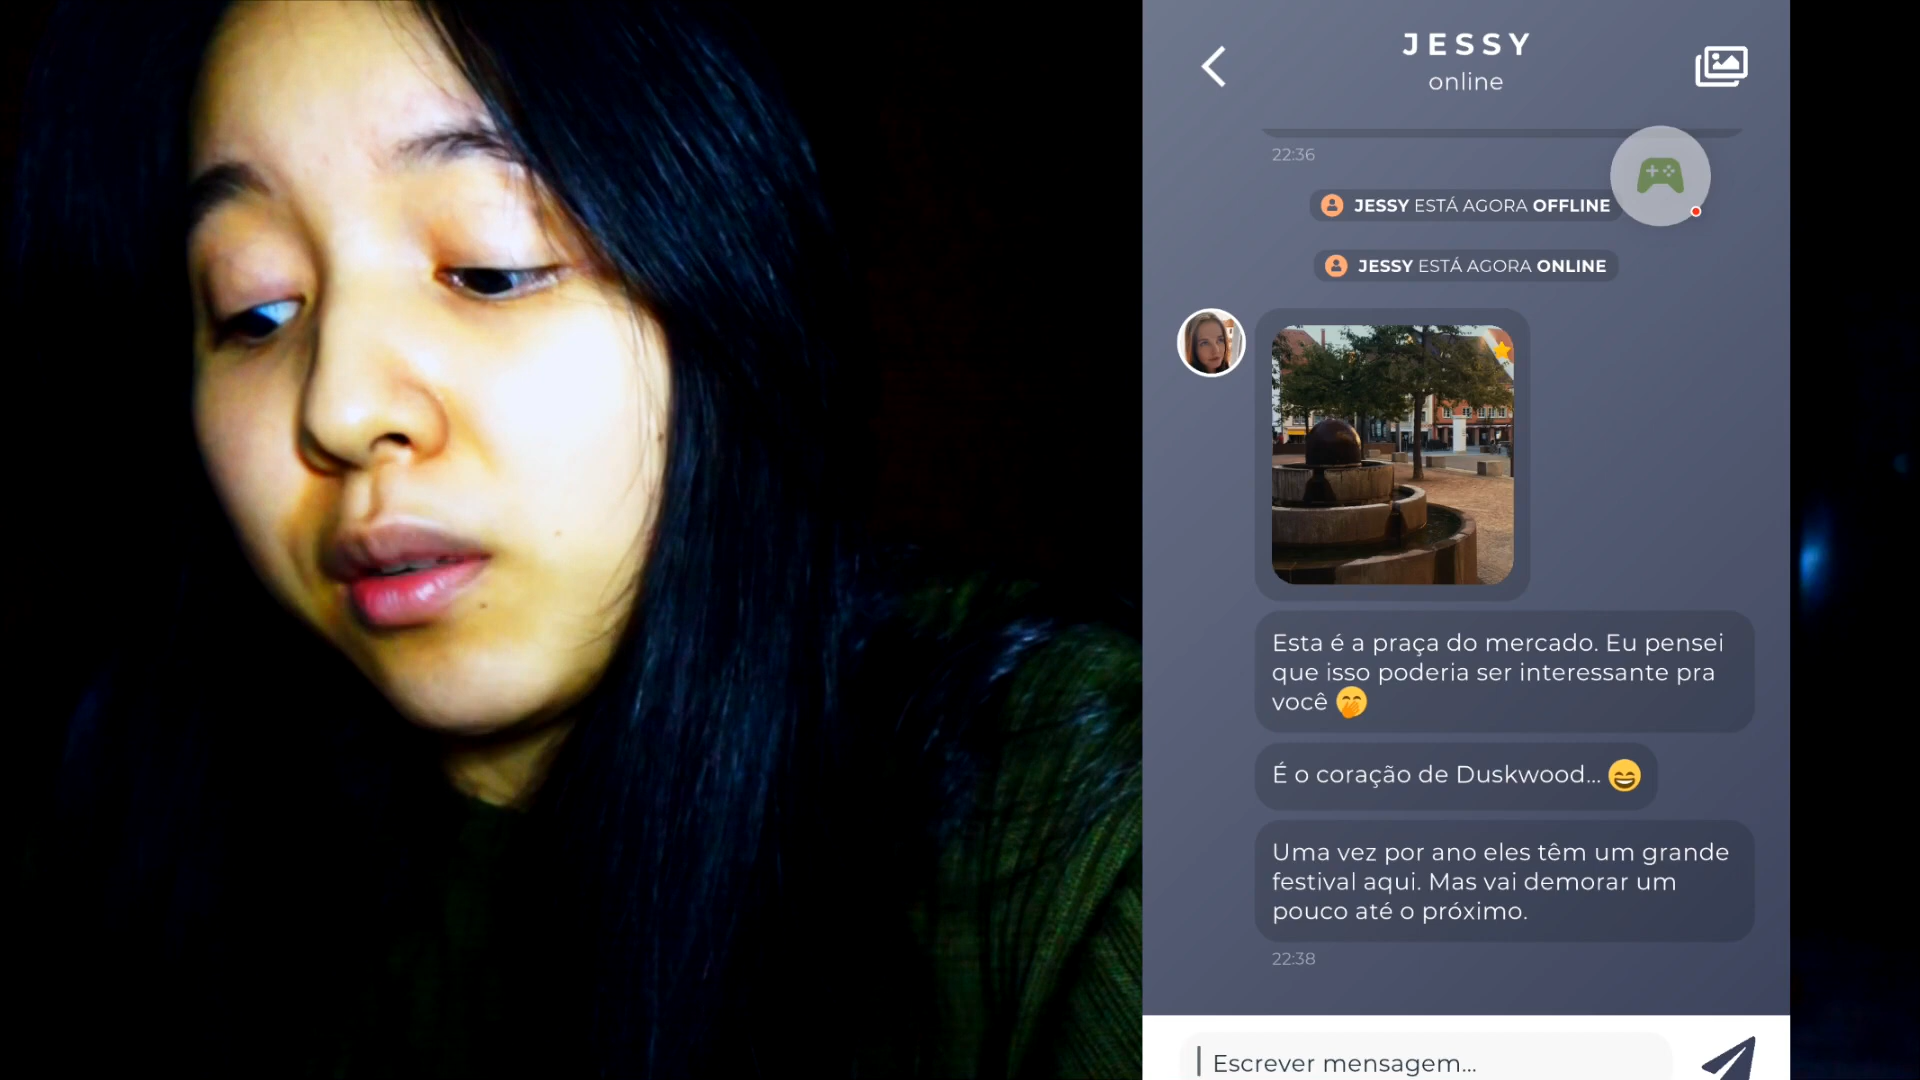 JESSY
online
22:36
JESSY ESTÁ AGORA OFFLINE
JESSY ESTÁ AGORA ONLINE
Esta é a praça do mercado. Eu pensei
que isso poderia ser interessante pra
você 🤭
É o coração de Duskwood... 😄
Uma vez por ano eles têm um grande
festival aqui. Mas vai demorar um
pouco até o próximo.
22:38
Escrever mensagem...